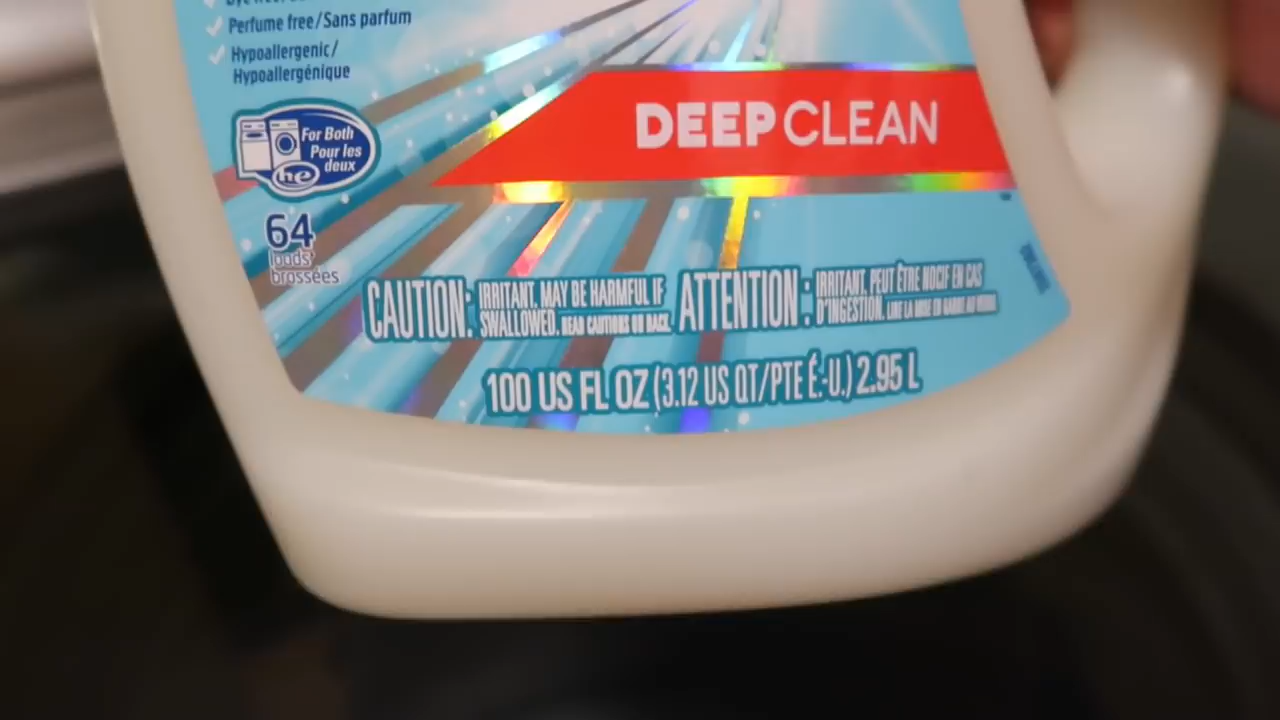 Perfume free/Sans parfum
Hypoallergenic/
Hypoallergénique
For Both
Pour les
deux
he
DEEP CLEAN
64
loads
brassées
CAUTION: IRRITANT. MAY BE HARMFUL IF
SWALLOWED. READ CAUTIONS ON BACK.
ATTENTION : IRRITANT. PEUT ÊTRE NOCIF EN CAS
D'INGESTION.
100 US FL OZ (3.12 US QT/PTE É.-U.) 2.95 L